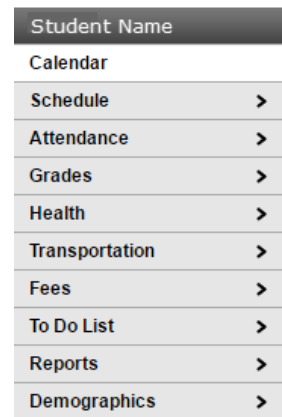 Student Name
Calendar
Schedule
Attendance
Grades
Health
Transportation
Fees
To Do List
Reports
Demographics